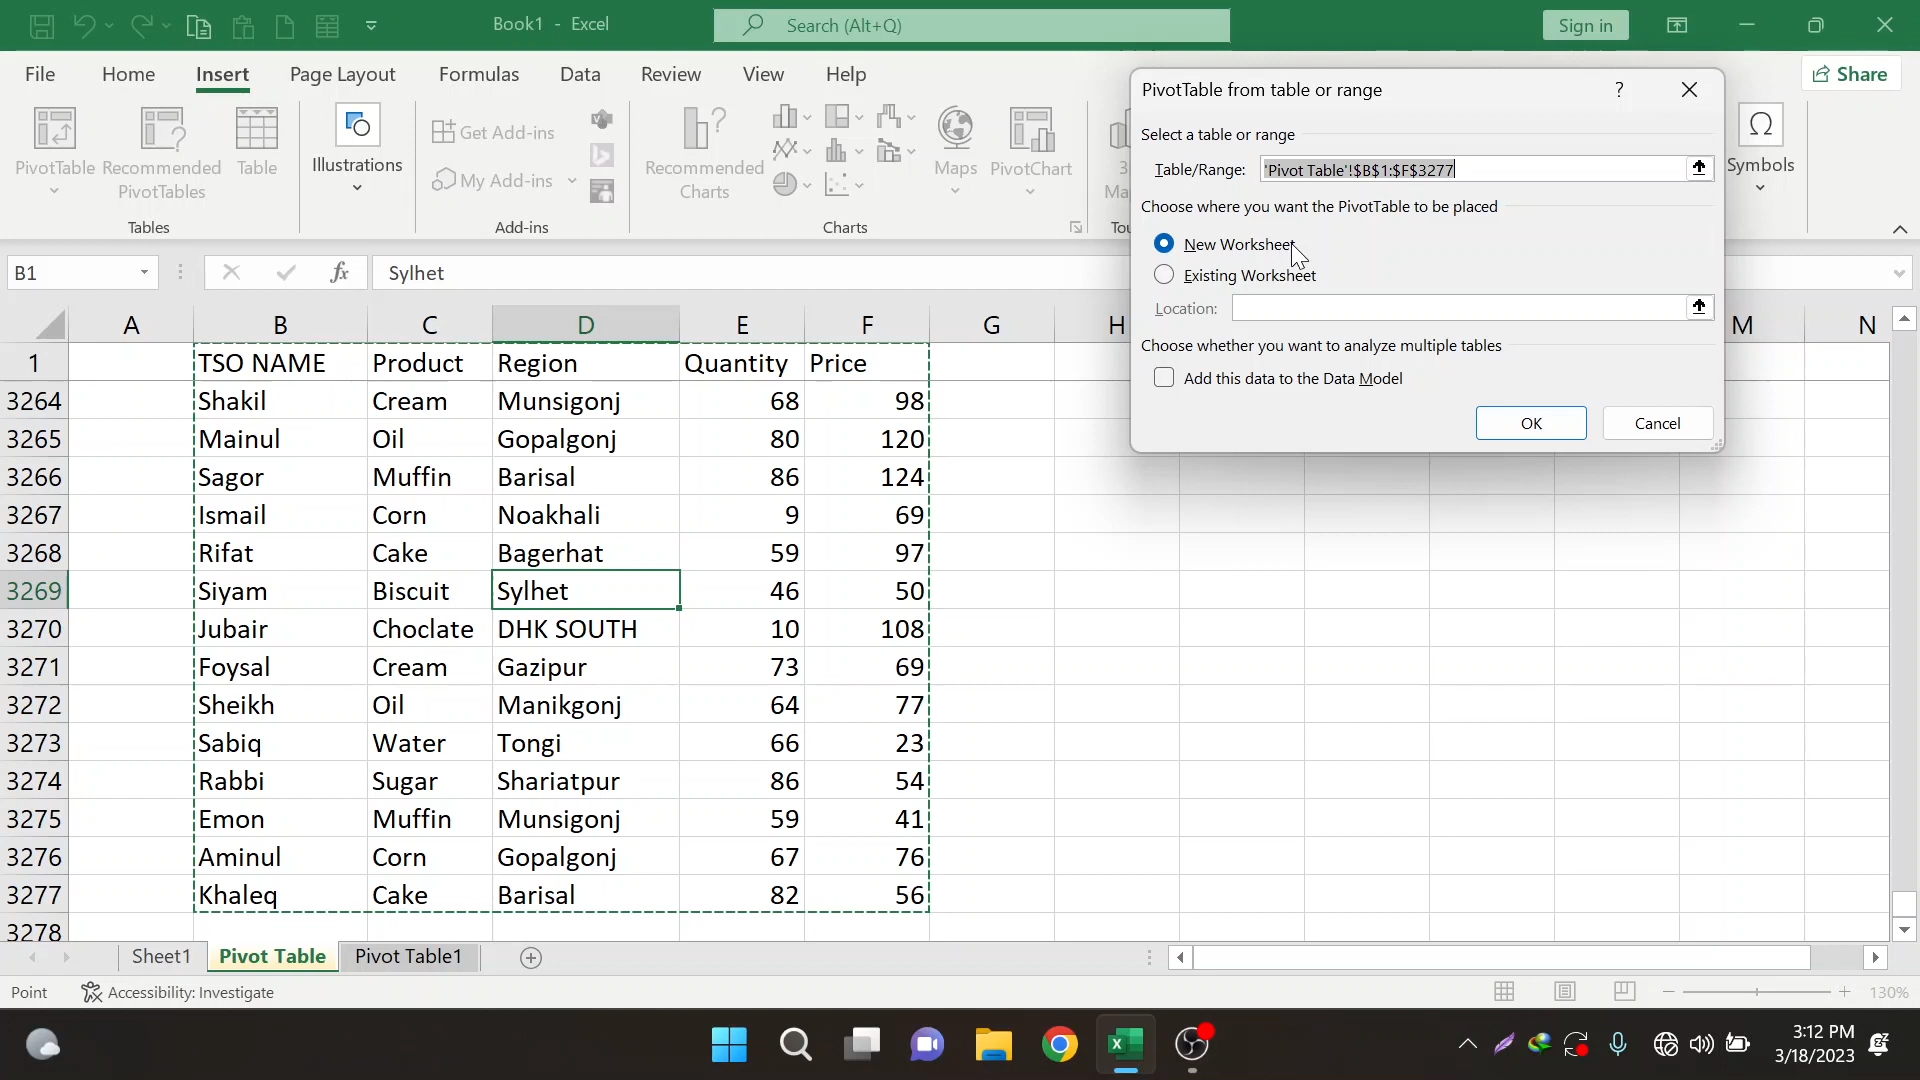 Book1 - Excel
Search (Alt+Q)
Sign in
File Home Insert Page Layout Formulas Data Review View Help
Share
PivotTable
Recommended PivotTables
Table
Tables
Illustrations
Get Add-ins
My Add-ins
Add-ins
Recommended Charts
Maps
PivotChart
Charts
3
Ma
Tou
Symbols
PivotTable from table or range
?
Select a table or range
Table/Range: 'Pivot Table'!$B$1:$F$3277
Choose where you want the PivotTable to be placed
New Worksheet
Existing Worksheet
Location:
Choose whether you want to analyze multiple tables
Add this data to the Data Model
OK Cancel
B1 fx Sylhet
A B C D E F G H M N
1 TSO NAME Product Region Quantity Price
3264 Shakil Cream Munsigonj 68 98
3265 Mainul Oil Gopalgonj 80 120
3266 Sagor Muffin Barisal 86 124
3267 Ismail Corn Noakhali 9 69
3268 Rifat Cake Bagerhat 59 97
3269 Siyam Biscuit Sylhet 46 50
3270 Jubair Choclate DHK SOUTH 10 108
3271 Foysal Cream Gazipur 73 69
3272 Sheikh Oil Manikgonj 64 77
3273 Sabiq Water Tongi 66 23
3274 Rabbi Sugar Shariatpur 86 54
3275 Emon Muffin Munsigonj 59 41
3276 Aminul Corn Gopalgonj 67 76
3277 Khaleq Cake Barisal 82 56
3278
Sheet1 Pivot Table Pivot Table1
Point Accessibility: Investigate 130%
3:12 PM
3/18/2023